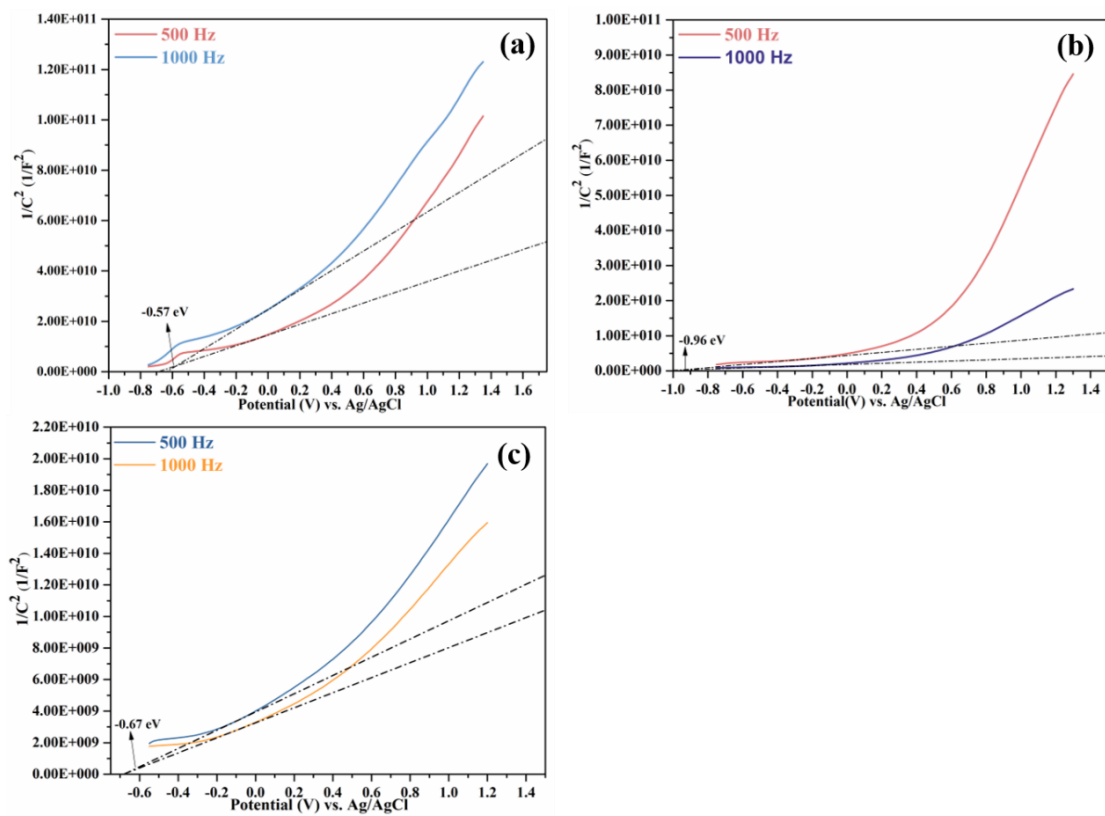 (a)
500 Hz
1000 Hz
1.40E+011
1.20E+011
1.00E+011
8.00E+010
6.00E+010
4.00E+010
2.00E+010
0.00E+000
1/C² (1/F²)
-0.57 eV
-1.0 -0.8 -0.6 -0.4 -0.2 0.0 0.2 0.4 0.6 0.8 1.0 1.2 1.4 1.6
Potential (V) vs. Ag/AgCl
(b)
500 Hz
1000 Hz
1.00E+011
9.00E+010
8.00E+010
7.00E+010
6.00E+010
5.00E+010
4.00E+010
3.00E+010
2.00E+010
1.00E+010
0.00E+000
1/C² (1/F²)
-0.96 eV
-1.0 -0.8 -0.6 -0.4 -0.2 0.0 0.2 0.4 0.6 0.8 1.0 1.2 1.4
Potential(V) vs. Ag/AgCl
(c)
500 Hz
1000 Hz
2.20E+010
2.00E+010
1.80E+010
1.60E+010
1.40E+010
1.20E+010
1.00E+010
8.00E+009
6.00E+009
4.00E+009
2.00E+009
0.00E+000
1/C² (1/F²)
-0.67 eV
-0.6 -0.4 -0.2 0.0 0.2 0.4 0.6 0.8 1.0 1.2 1.4
Potential (V) vs. Ag/AgCl